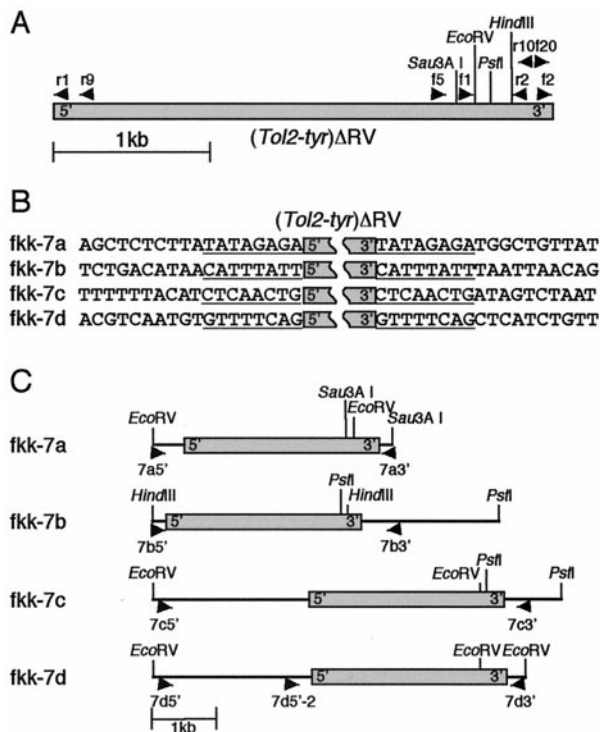 A
HindIII
EcoRV r10 f20
Sau3A I PstI
r1 r9 f5 f1 r2 f2
5' 3'
1kb (Tol2-tyr)ΔRV
B
(Tol2-tyr)ΔRV
fkk-7a AGCTCTCTTATATAGAGA 5' 3' TATAGAGATGGCTGTTAT
fkk-7b TCTGACATAACATTTATT 5' 3' CATTTATTTAATTAACAG
fkk-7c TTTTTTACATCTCAACTG 5' 3' CTCAACTGATAGTCTAAT
fkk-7d ACGTCAATGTGTTTTCAG 5' 3' GTTTTCAGCTCATCTGTT
C
Sau3A I
EcoRV EcoRV Sau3A I
fkk-7a 5' 3'
7a5' 7a3'
PstI
HindIII HindIII PstI
fkk-7b 5' 3'
7b5' 7b3'
EcoRV EcoRV PstI PstI
fkk-7c 5' 3'
7c5' 7c3'
EcoRV EcoRV EcoRV
fkk-7d 5' 3'
7d5' 7d5'-2 7d3'
1kb